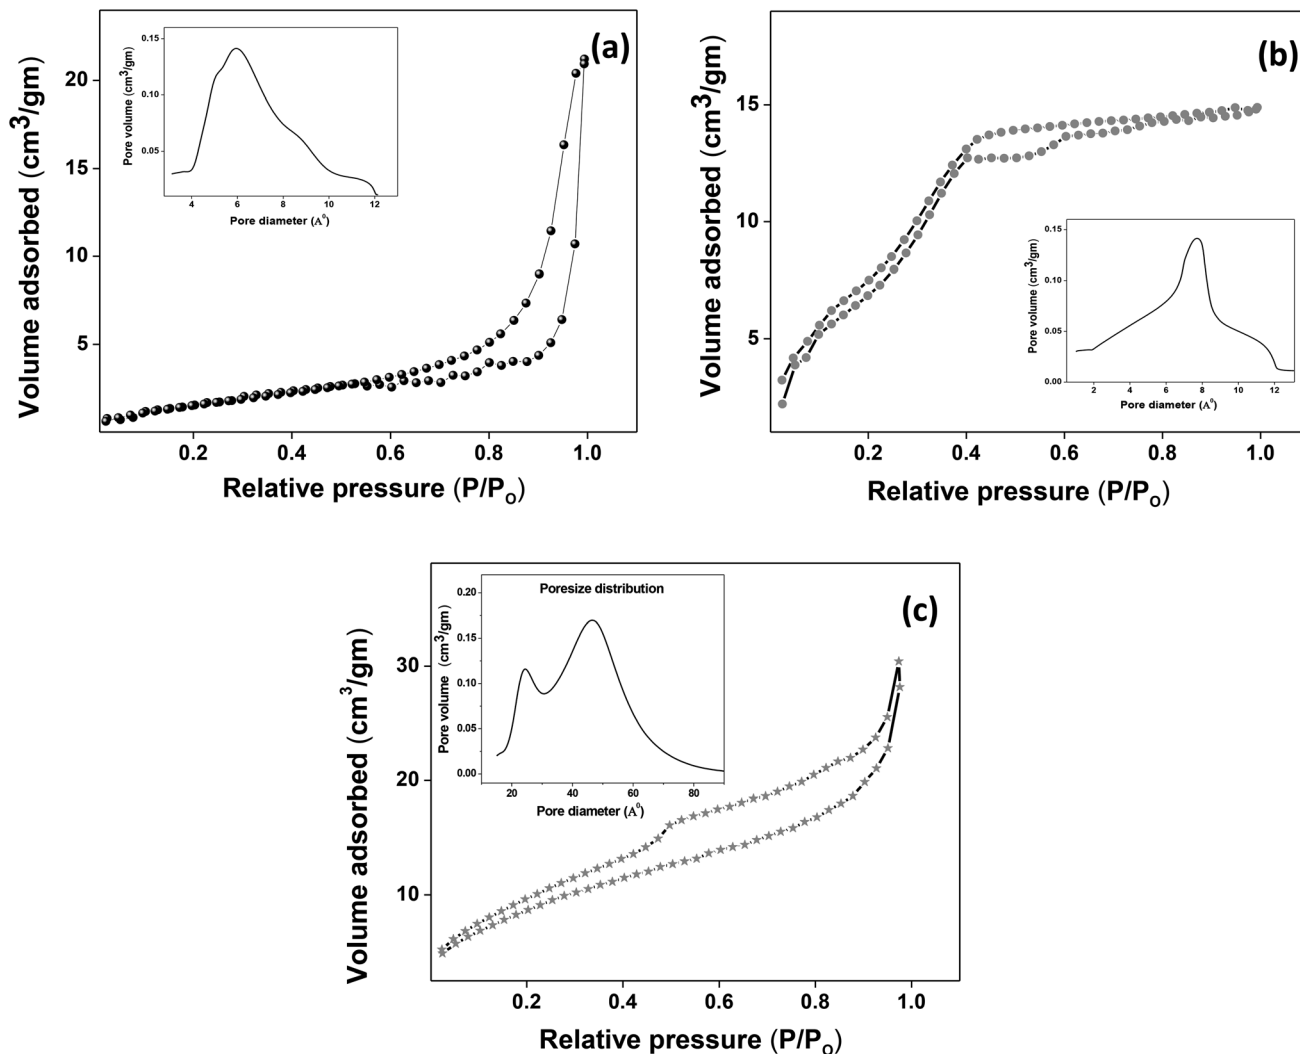 (a)
Volume adsorbed (cm³/gm)
20
15
10
5
0.2 0.4 0.6 0.8 1.0
Relative pressure (P/Pₒ)
Pore volume (cm³/gm)
0.15
0.10
0.05
4 6 8 10 12
Pore diameter (A⁰)
(b)
Volume adsorbed (cm³/gm)
15
10
5
0.2 0.4 0.6 0.8 1.0
Relative pressure (P/Pₒ)
Pore volume (cm³/gm)
0.15
0.10
0.05
0.00
2 4 6 8 10 12
Pore diameter (A⁰)
(c)
Volume adsorbed (cm³/gm)
30
20
10
0.2 0.4 0.6 0.8 1.0
Relative pressure (P/Pₒ)
Poresize distribution
Pore volume (cm³/gm)
0.20
0.15
0.10
0.05
0.00
20 40 60 80
Pore diameter (A⁰)